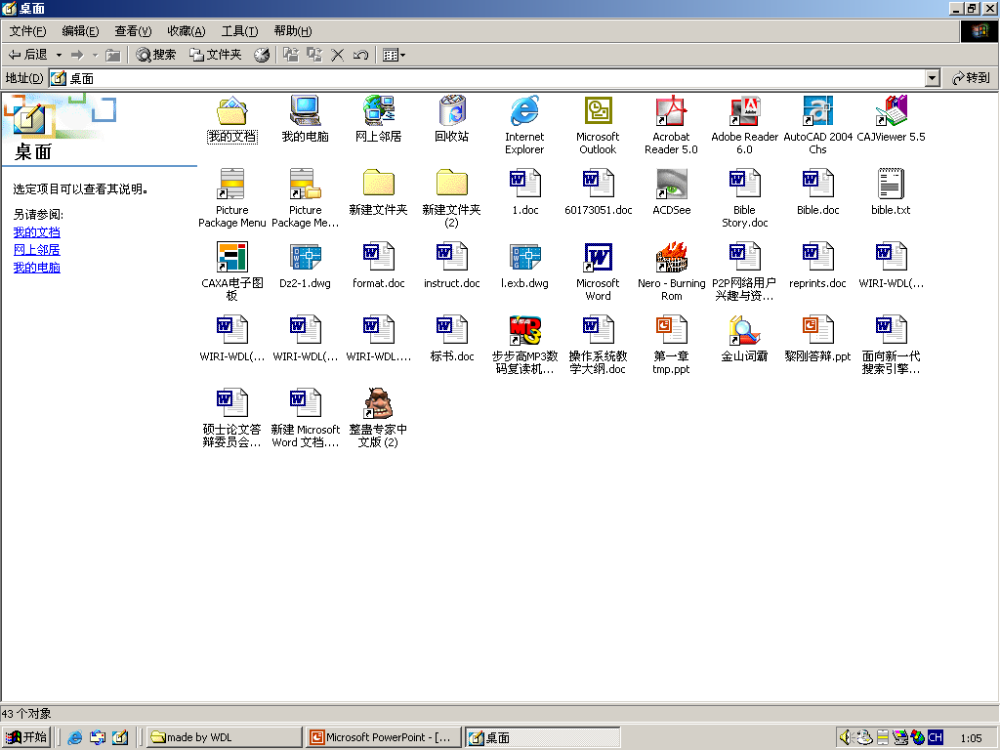 桌面
文件(F) 编辑(E) 查看(V) 收藏(A) 工具(T) 帮助(H)
后退 搜索 文件夹
地址(D) 桌面 转到
桌面
选定项目可以查看其说明。
另请参阅:
我的文档
网上邻居
我的电脑
我的文档
我的电脑
网上邻居
回收站
Internet
Explorer
Microsoft
Outlook
Acrobat
Reader 5.0
Adobe Reader
6.0
AutoCAD 2004
Chs
CAJViewer 5.5
Picture
Package Menu
Picture
Package Me...
新建文件夹
新建文件夹
(2)
1.doc
60173051.doc
ACDSee
Bible
Story.doc
Bible.doc
bible.txt
CAXA电子图
板
Dz2-1.dwg
format.doc
instruct.doc
l.exb.dwg
Microsoft
Word
Nero - Burning
Rom
P2P网络用户
兴趣与资...
reprints.doc
WIRI-WDL(...
WIRI-WDL(...
WIRI-WDL(...
WIRI-WDL....
标书.doc
步步高MP3数
码复读机...
操作系统教
学大纲.doc
第一章
tmp.ppt
金山词霸
黎刚答辩.ppt
面向新一代
搜索引擎...
硕士论文答
辩委员会...
新建 Microsoft
Word 文档....
整蛊专家中
文版 (2)
43 个对象
开始 made by WDL Microsoft PowerPoint - [... 桌面 CH 1:05